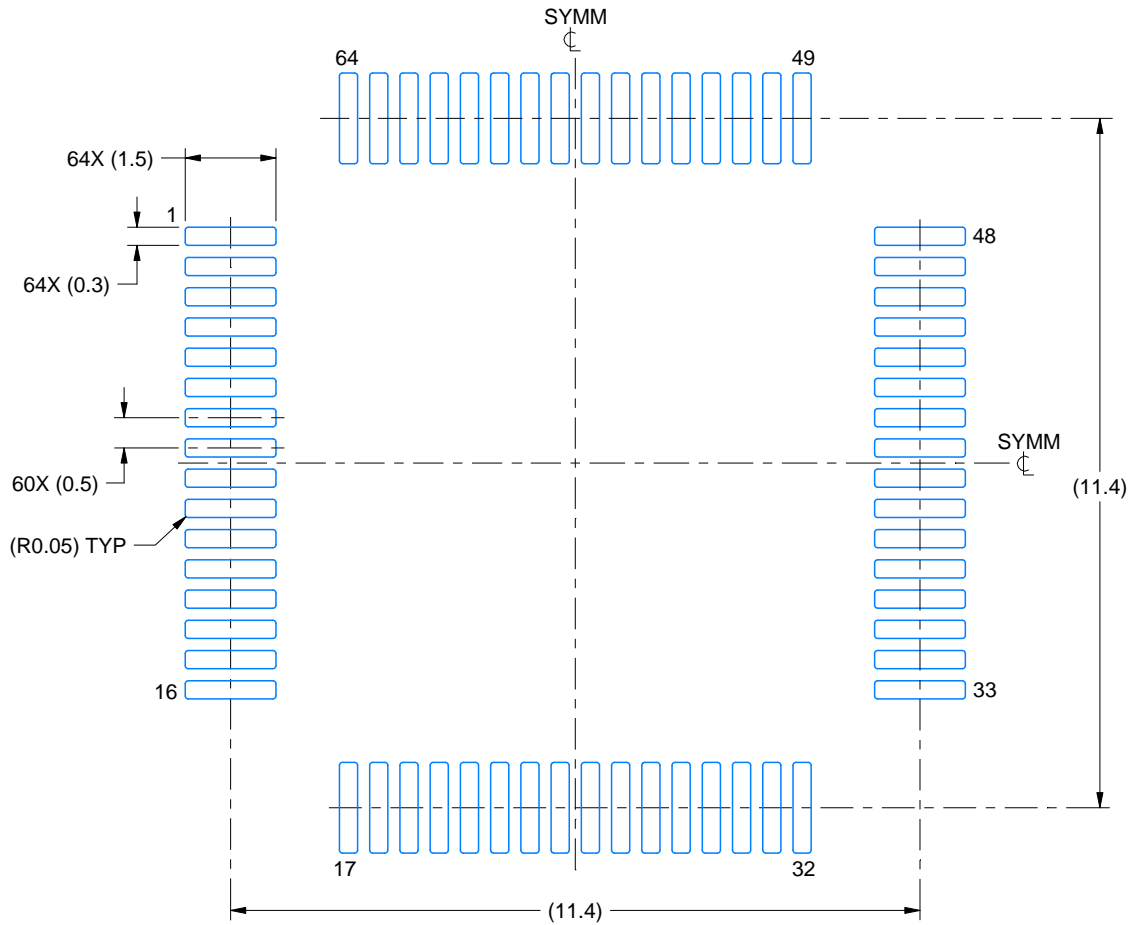 SYMM
64
49
64X (1.5)
1
48
64X (0.3)
SYMM
60X (0.5)
(11.4)
(R0.05) TYP
16
33
17
32
(11.4)